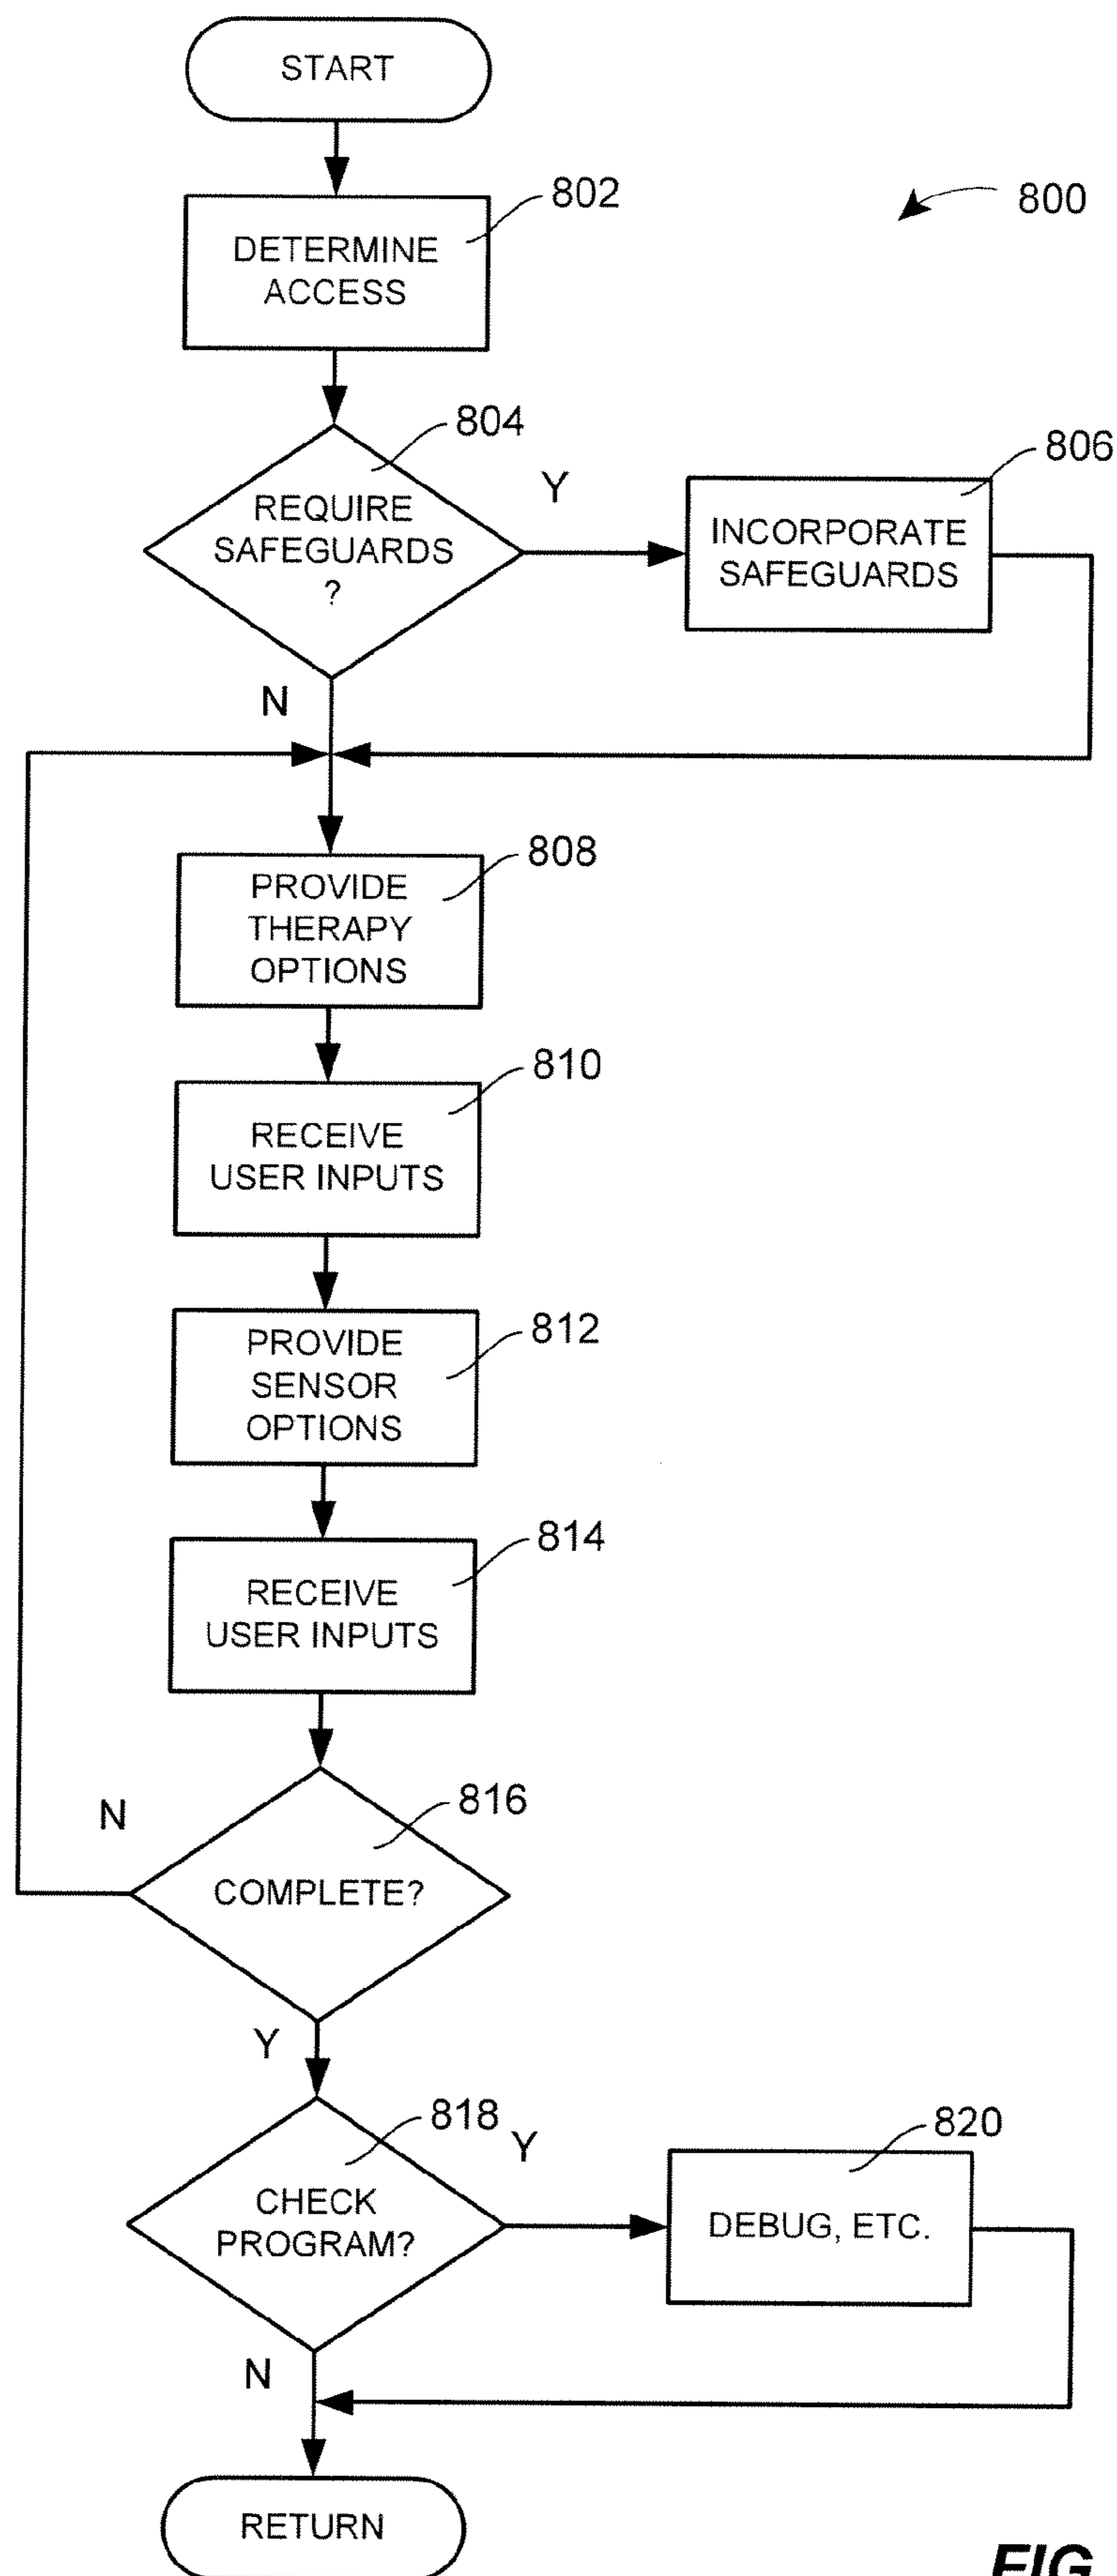 START
802
800
DETERMINE
ACCESS
804
806
Y
REQUIRE
SAFEGUARDS
?
INCORPORATE
SAFEGUARDS
N
808
PROVIDE
THERAPY
OPTIONS
810
RECEIVE
USER INPUTS
812
PROVIDE
SENSOR
OPTIONS
814
RECEIVE
USER INPUTS
816
N
COMPLETE?
Y
818
820
Y
CHECK
PROGRAM?
DEBUG, ETC.
N
RETURN
FIG